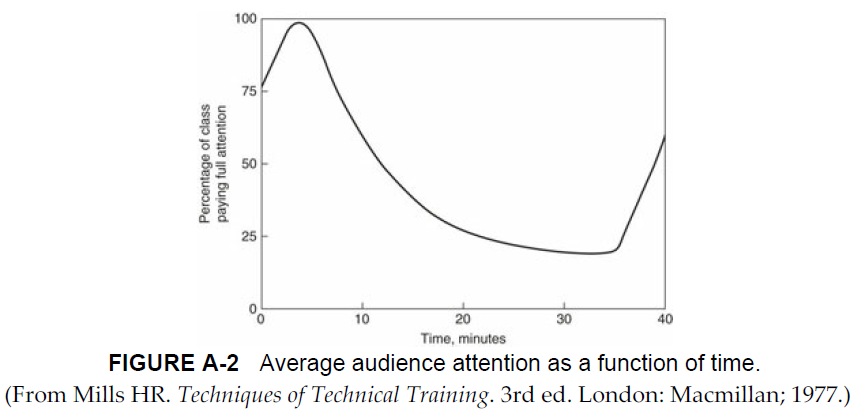 100
75
50
25
0
Percentage of class
paying full attention
0 10 20 30 40
Time, minutes
FIGURE A-2 Average audience attention as a function of time.
(From Mills HR. Techniques of Technical Training. 3rd ed. London: Macmillan; 1977.)